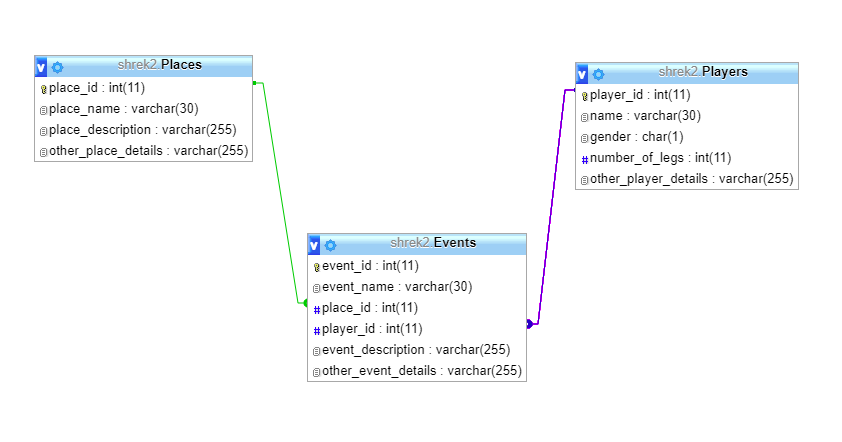 shrek2.Places
place_id : int(11)
place_name : varchar(30)
place_description : varchar(255)
other_place_details : varchar(255)
shrek2.Players
player_id : int(11)
name : varchar(30)
gender : char(1)
number_of_legs : int(11)
other_player_details : varchar(255)
shrek2.Events
event_id : int(11)
event_name : varchar(30)
place_id : int(11)
player_id : int(11)
event_description : varchar(255)
other_event_details : varchar(255)